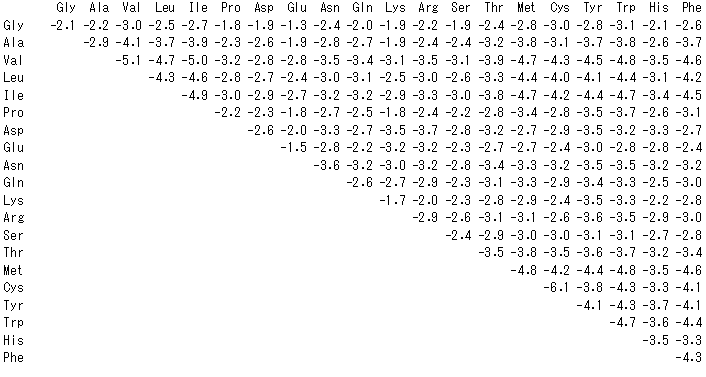 Gly Ala Val Leu Ile Pro Asp Glu Asn Gln Lys Arg Ser Thr Met Cys Tyr Trp His Phe
Gly -2.1 -2.2 -3.0 -2.5 -2.7 -1.8 -1.9 -1.3 -2.4 -2.0 -1.9 -2.2 -1.9 -2.4 -2.8 -3.0 -2.8 -3.1 -2.1 -2.6
Ala -2.9 -4.1 -3.7 -3.9 -2.3 -2.6 -1.9 -2.8 -2.7 -1.9 -2.4 -2.4 -3.2 -3.8 -3.1 -3.7 -3.8 -2.6 -3.7
Val -5.1 -4.7 -5.0 -3.2 -2.8 -2.8 -3.5 -3.4 -3.1 -3.5 -3.1 -3.9 -4.7 -4.3 -4.5 -4.8 -3.5 -4.6
Leu -4.3 -4.6 -2.8 -2.7 -2.4 -3.0 -3.1 -2.5 -3.0 -2.6 -3.3 -4.4 -4.0 -4.1 -4.4 -3.1 -4.2
Ile -4.9 -3.0 -2.9 -2.7 -3.2 -3.2 -2.9 -3.3 -3.0 -3.8 -4.7 -4.2 -4.4 -4.7 -3.4 -4.5
Pro -2.2 -2.3 -1.8 -2.7 -2.5 -1.8 -2.4 -2.2 -2.8 -3.4 -2.8 -3.5 -3.7 -2.6 -3.1
Asp -2.6 -2.0 -3.3 -2.7 -3.5 -3.7 -2.8 -3.2 -2.7 -2.9 -3.5 -3.2 -3.3 -2.7
Glu -1.5 -2.8 -2.2 -3.2 -3.2 -2.3 -2.7 -2.7 -2.4 -3.0 -2.8 -2.8 -2.4
Asn -3.6 -3.2 -3.0 -3.2 -2.8 -3.4 -3.3 -3.2 -3.5 -3.5 -3.2 -3.2
Gln -2.6 -2.7 -2.9 -2.3 -3.1 -3.3 -2.9 -3.4 -3.3 -2.5 -3.0
Lys -1.7 -2.0 -2.3 -2.8 -2.9 -2.4 -3.5 -3.3 -2.2 -2.8
Arg -2.9 -2.6 -3.1 -3.1 -2.6 -3.6 -3.5 -2.9 -3.0
Ser -2.4 -2.9 -3.0 -3.0 -3.1 -3.1 -2.7 -2.8
Thr -3.5 -3.8 -3.5 -3.6 -3.7 -3.2 -3.4
Met -4.8 -4.2 -4.4 -4.8 -3.5 -4.6
Cys -6.1 -3.8 -4.3 -3.3 -4.1
Tyr -4.1 -4.3 -3.7 -4.1
Trp -4.7 -3.6 -4.4
His -3.5 -3.3
Phe -4.3